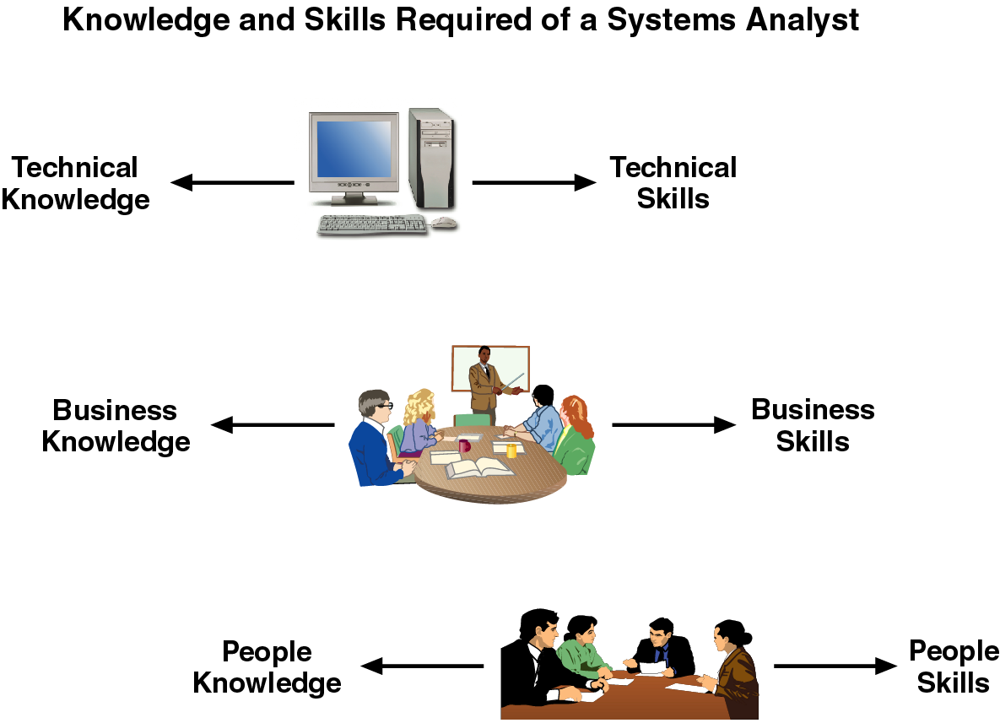 Knowledge and Skills Required of a Systems Analyst
Technical
Knowledge
Technical
Skills
Business
Knowledge
Business
Skills
People
Knowledge
People
Skills